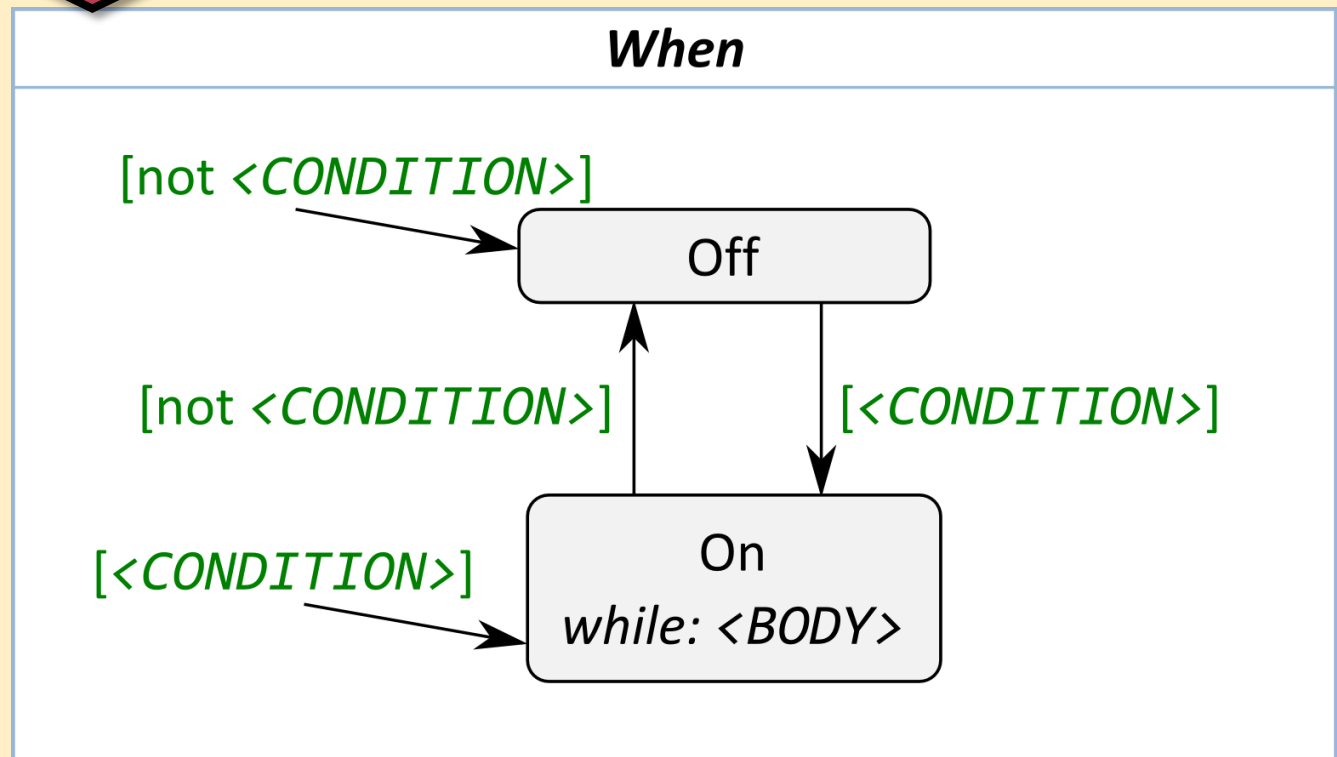 When
[not <CONDITION>]
Off
[not <CONDITION>]
[<CONDITION>]
[<CONDITION>]
On
while: <BODY>